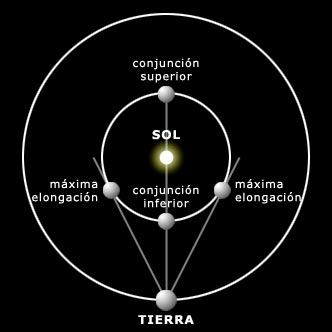 conjunción
superior
SOL
máxima
elongación
conjunción
inferior
máxima
elongación
TIERRA